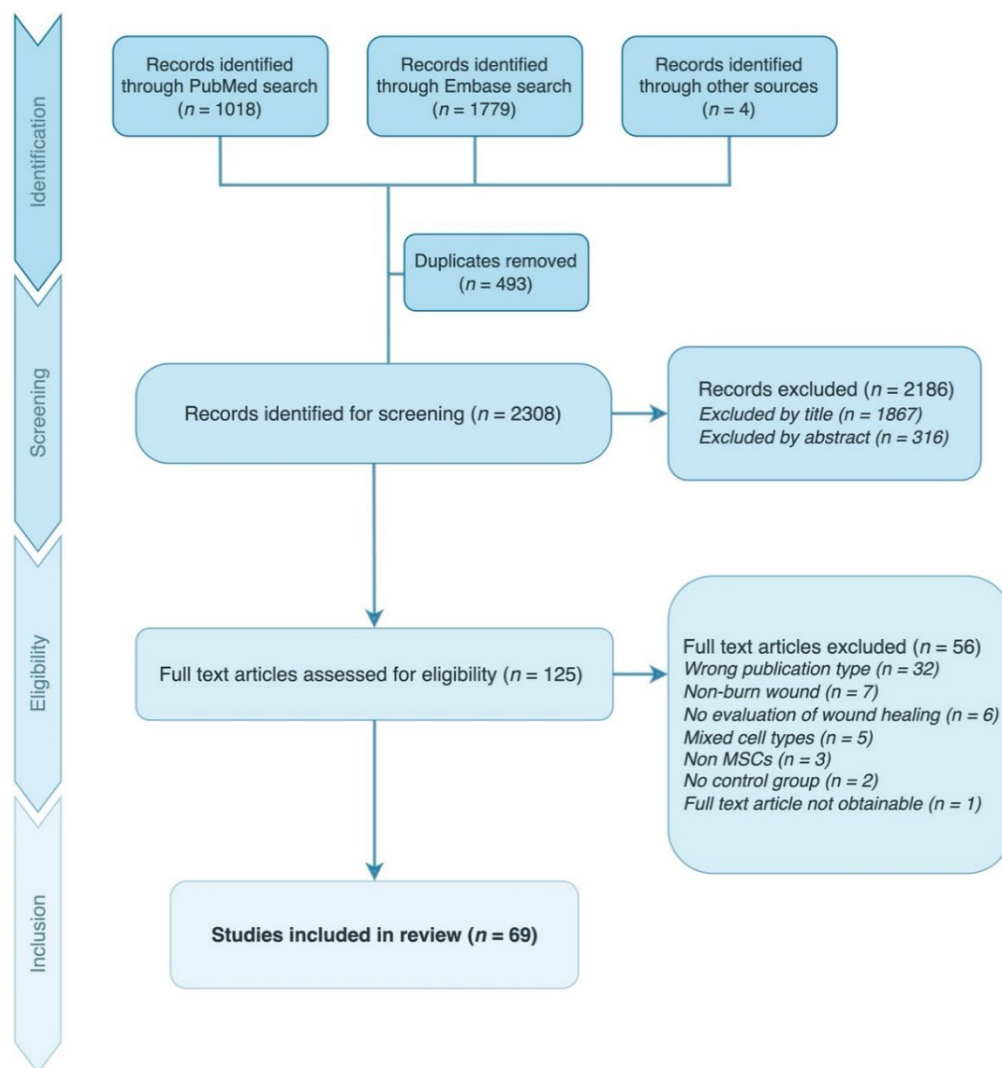 Identification
Records identified
through PubMed search
(n = 1018)
Records identified
through Embase search
(n = 1779)
Records identified
through other sources
(n = 4)
Duplicates removed
(n = 493)
Screening
Records identified for screening (n = 2308)
Records excluded (n = 2186)
Excluded by title (n = 1867)
Excluded by abstract (n = 316)
Eligibility
Full text articles assessed for eligibility (n = 125)
Full text articles excluded (n = 56)
Wrong publication type (n = 32)
Non-burn wound (n = 7)
No evaluation of wound healing (n = 6)
Mixed cell types (n = 5)
Non MSCs (n = 3)
No control group (n = 2)
Full text article not obtainable (n = 1)
Inclusion
Studies included in review (n = 69)